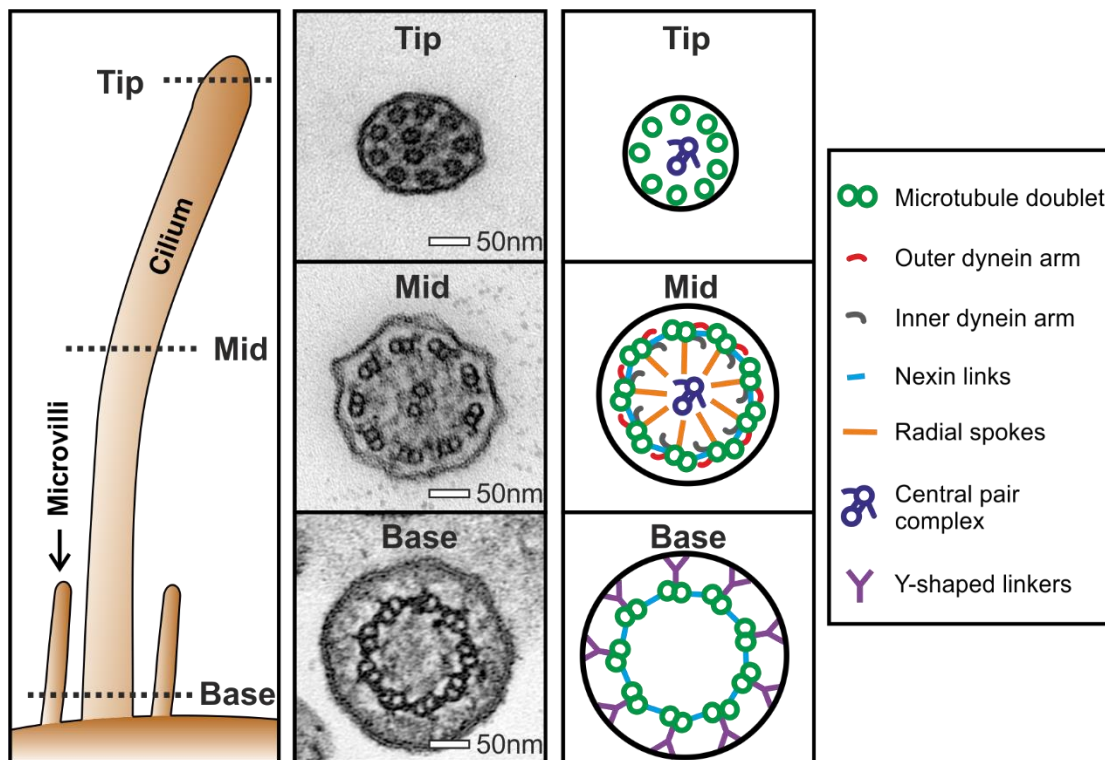 Tip
Cilium
Mid
Microvilli
Base
Tip
50nm
Mid
50nm
Base
50nm
Tip
Mid
Base
Microtubule doublet
Outer dynein arm
Inner dynein arm
Nexin links
Radial spokes
Central pair
complex
Y-shaped linkers